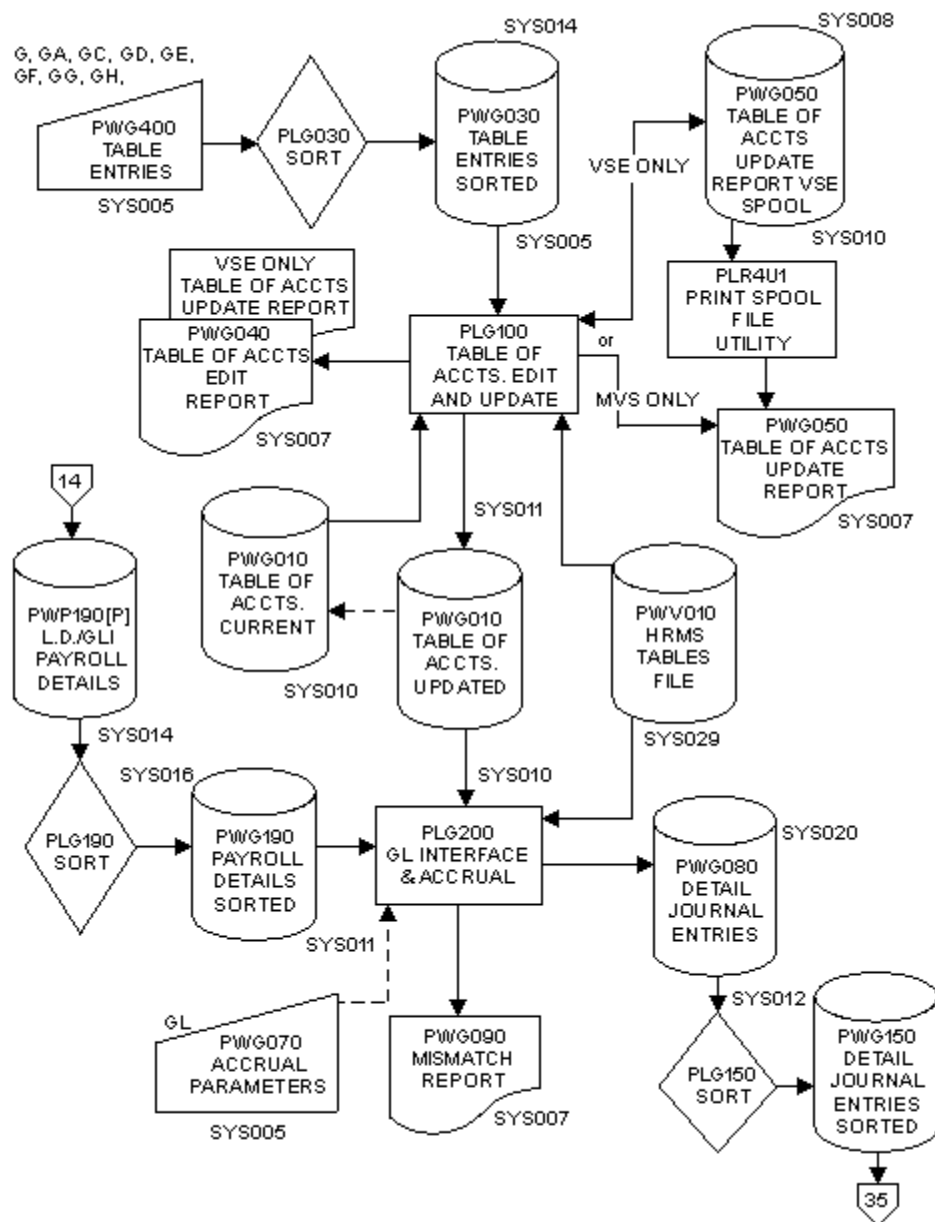 G, GA, GC, GD, GE,
GF, GG, GH,
PWG400
TABLE
ENTRIES
SYS005
PLG030
SORT
SYS014
PWG030
TABLE
ENTRIES
SORTED
SYS005
VSE ONLY
SYS008
PWG050
TABLE OF
ACCTS
UPDATE
REPORT VSE
SPOOL
SYS010
PLR4U1
PRINT SPOOL
FILE
UTILITY
VSE ONLY
TABLE OF ACCTS
UPDATE REPORT
PWG040
TABLE OF ACCTS
EDIT
REPORT
SYS007
PLG100
TABLE OF
ACCTS. EDIT
AND UPDATE
or
MVS ONLY
PWG050
TABLE OF ACCTS
UPDATE
REPORT
SYS007
14
PWP190[P]
L.D./GLI
PAYROLL
DETAILS
SYS014
PWG010
TABLE OF
ACCTS.
CURRENT
SYS010
SYS011
PWG010
TABLE OF
ACCTS.
UPDATED
SYS010
PWV010
HRMS
TABLES
FILE
SYS029
PLG190
SORT
SYS016
PWG190
PAYROLL
DETAILS
SORTED
SYS011
PLG200
GL INTERFACE
& ACCRUAL
SYS020
PWG080
DETAIL
JOURNAL
ENTRIES
SYS012
GL
PWG070
ACCRUAL
PARAMETERS
SYS005
PWG090
MISMATCH
REPORT
SYS007
PLG150
SORT
PWG150
DETAIL
JOURNAL
ENTRIES
SORTED
35